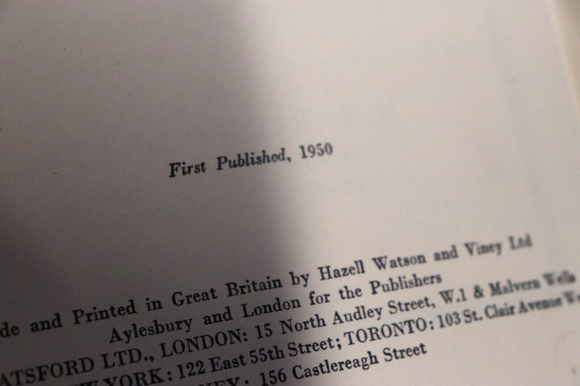 First Published, 1950
de and Printed in Great Britain by Hazell Watson and Viney Ltd
Aylesbury and London for the Publishers
ATSFORD LTD., LONDON: 15 North Audley Street, W.1 & Malvern Wells
YORK: 122 East 55th Street; TORONTO: 103 St. Clair Avenue W
NEY: 156 Castlereagh Street